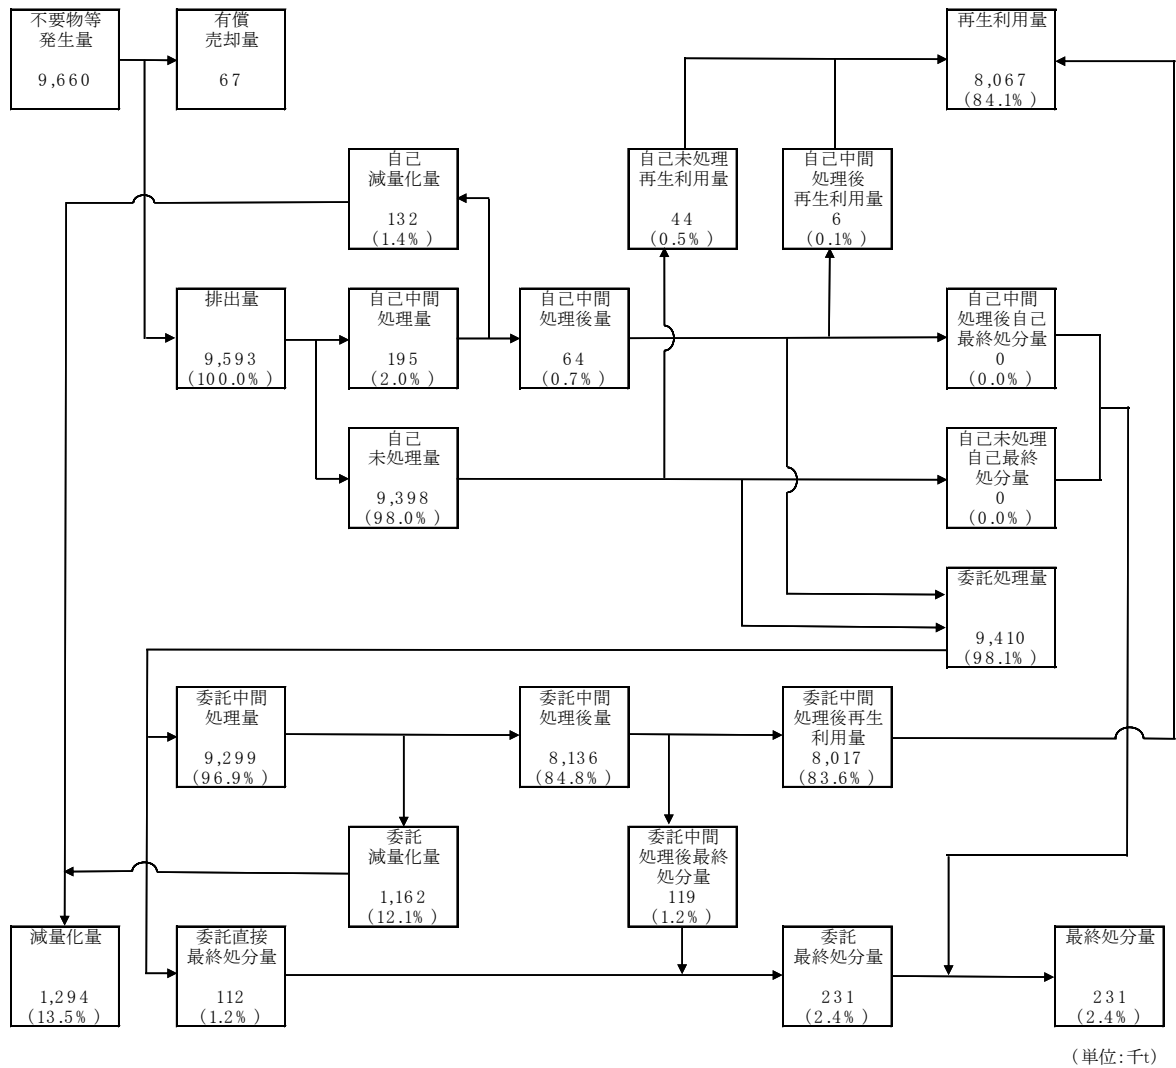 不要物等
発生量
9,660
有償
売却量
67
再生利用量
8,067
(84.1%)
自己
減量化量
132
(1.4%)
自己未処理
再生利用量
44
(0.5%)
自己中間
処理後
再生利用量
6
(0.1%)
排出量
9,593
(100.0%)
自己中間
処理量
195
(2.0%)
自己中間
処理後量
64
(0.7%)
自己中間
処理後自己
最終処分量
0
(0.0%)
自己
未処理量
9,398
(98.0%)
自己未処理
自己最終
処分量
0
(0.0%)
委託処理量
9,410
(98.1%)
委託中間
処理量
9,299
(96.9%)
委託中間
処理後量
8,136
(84.8%)
委託中間
処理後再生
利用量
8,017
(83.6%)
委託
減量化量
1,162
(12.1%)
委託中間
処理後最終
処分量
119
(1.2%)
減量化量
1,294
(13.5%)
委託直接
最終処分量
112
(1.2%)
委託
最終処分量
231
(2.4%)
最終処分量
231
(2.4%)
(単位:千t)